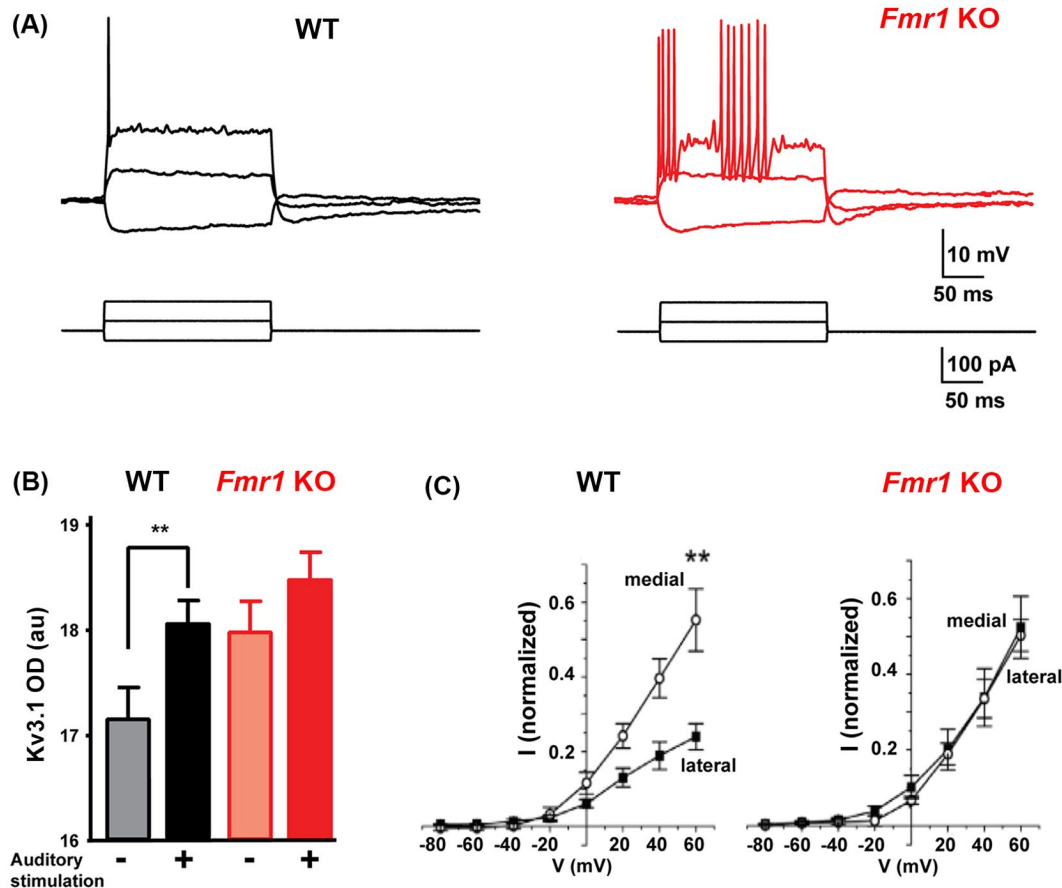 (A)
WT
Fmr1 KO
10 mV
50 ms
100 pA
50 ms
(B)
WT
Fmr1 KO
**
Kv3.1 OD (au)
19
18
17
16
Auditory
stimulation
- + - +
(C)
WT
Fmr1 KO
**
medial
lateral
I (normalized)
0.6
0.4
0.2
-80 -60 -40 -20 0 20 40 60
V (mV)
medial
lateral
I (normalized)
0.6
0.4
0.2
-80 -60 -40 -20 0 20 40 60
V (mV)